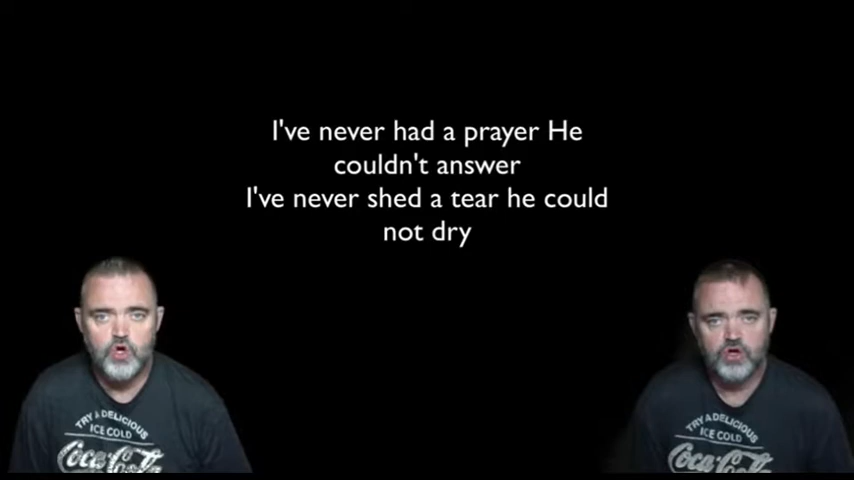 I've never had a prayer He
couldn't answer
I've never shed a tear he could
not dry
TRY A DELICIOUS
ICE COLD
Coca-Cola
TRY A DELICIOUS
ICE COLD
Coca-Cola